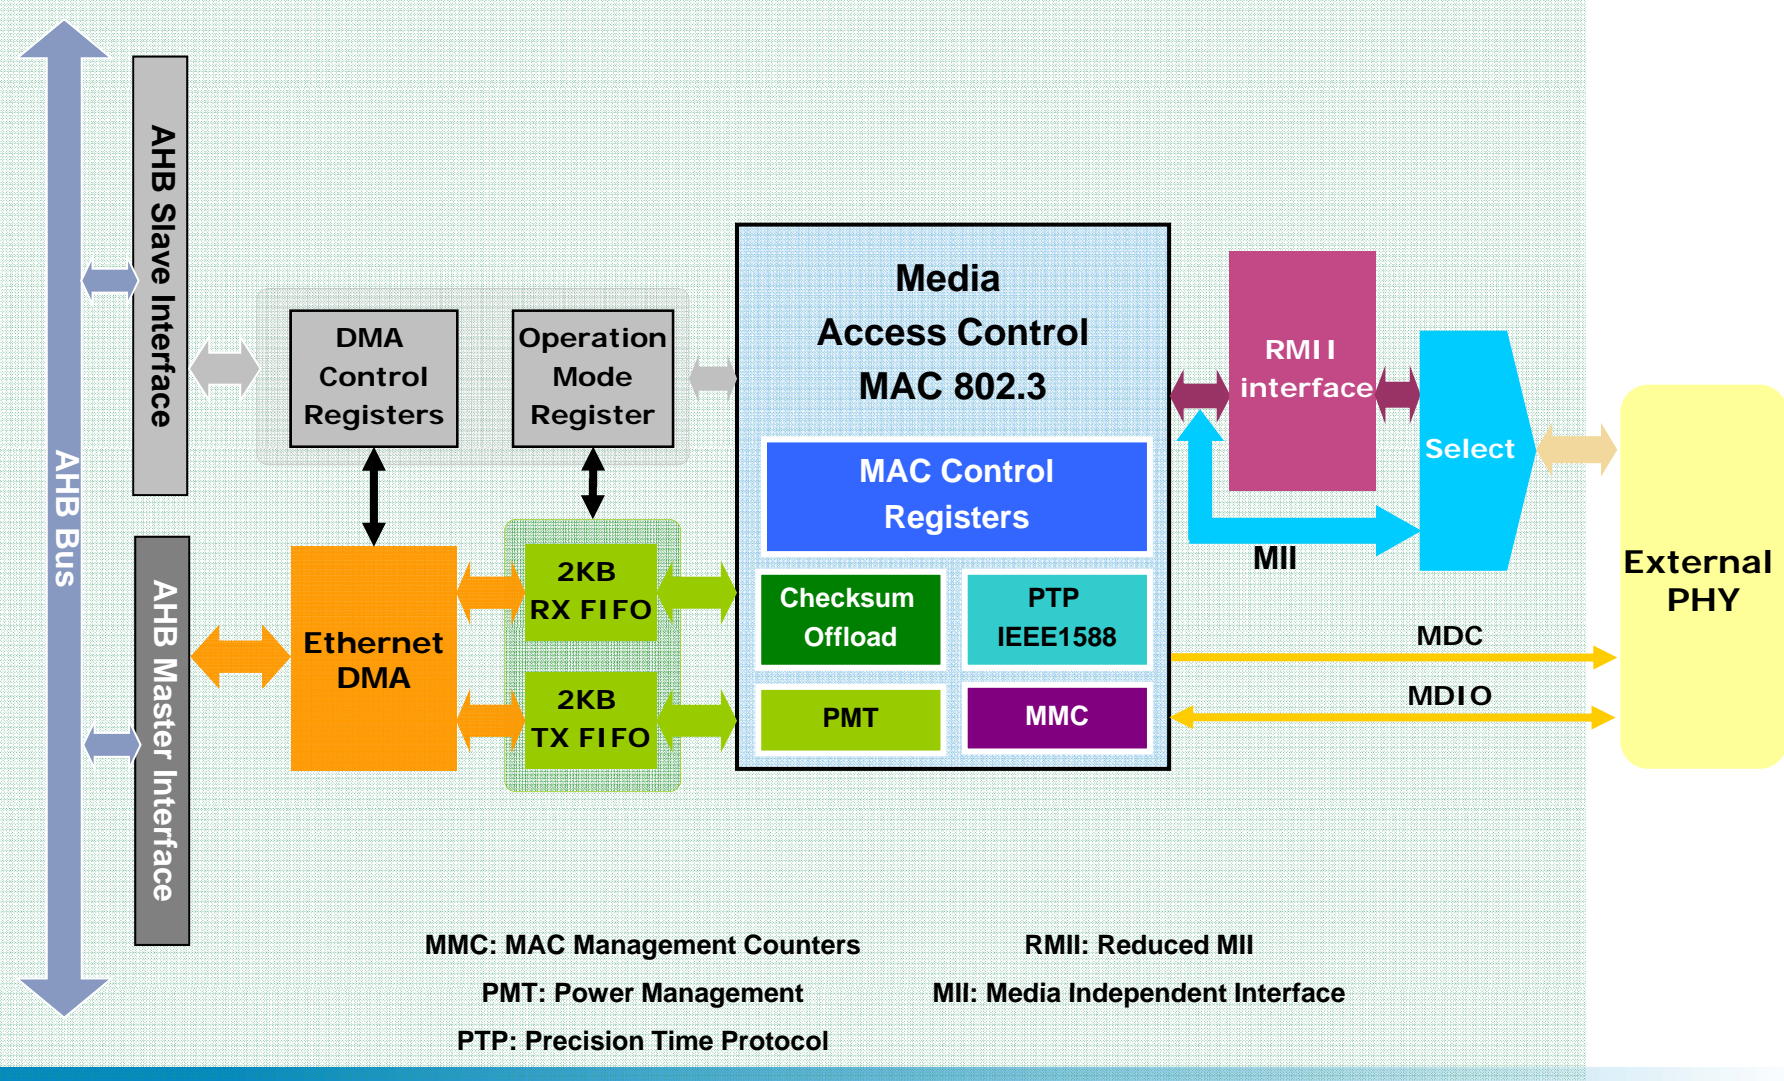 AHB Bus
AHB Slave Interface
AHB Master Interface
DMA
Control
Registers
Operation
Mode
Register
Ethernet
DMA
2KB
RX FIFO
2KB
TX FIFO
Media
Access Control
MAC 802.3
MAC Control
Registers
Checksum
Offload
PTP
IEEE1588
PMT
MMC
RMII
interface
Select
MII
MDC
MDIO
External
PHY
MMC: MAC Management Counters
RMII: Reduced MII
PMT: Power Management
MII: Media Independent Interface
PTP: Precision Time Protocol